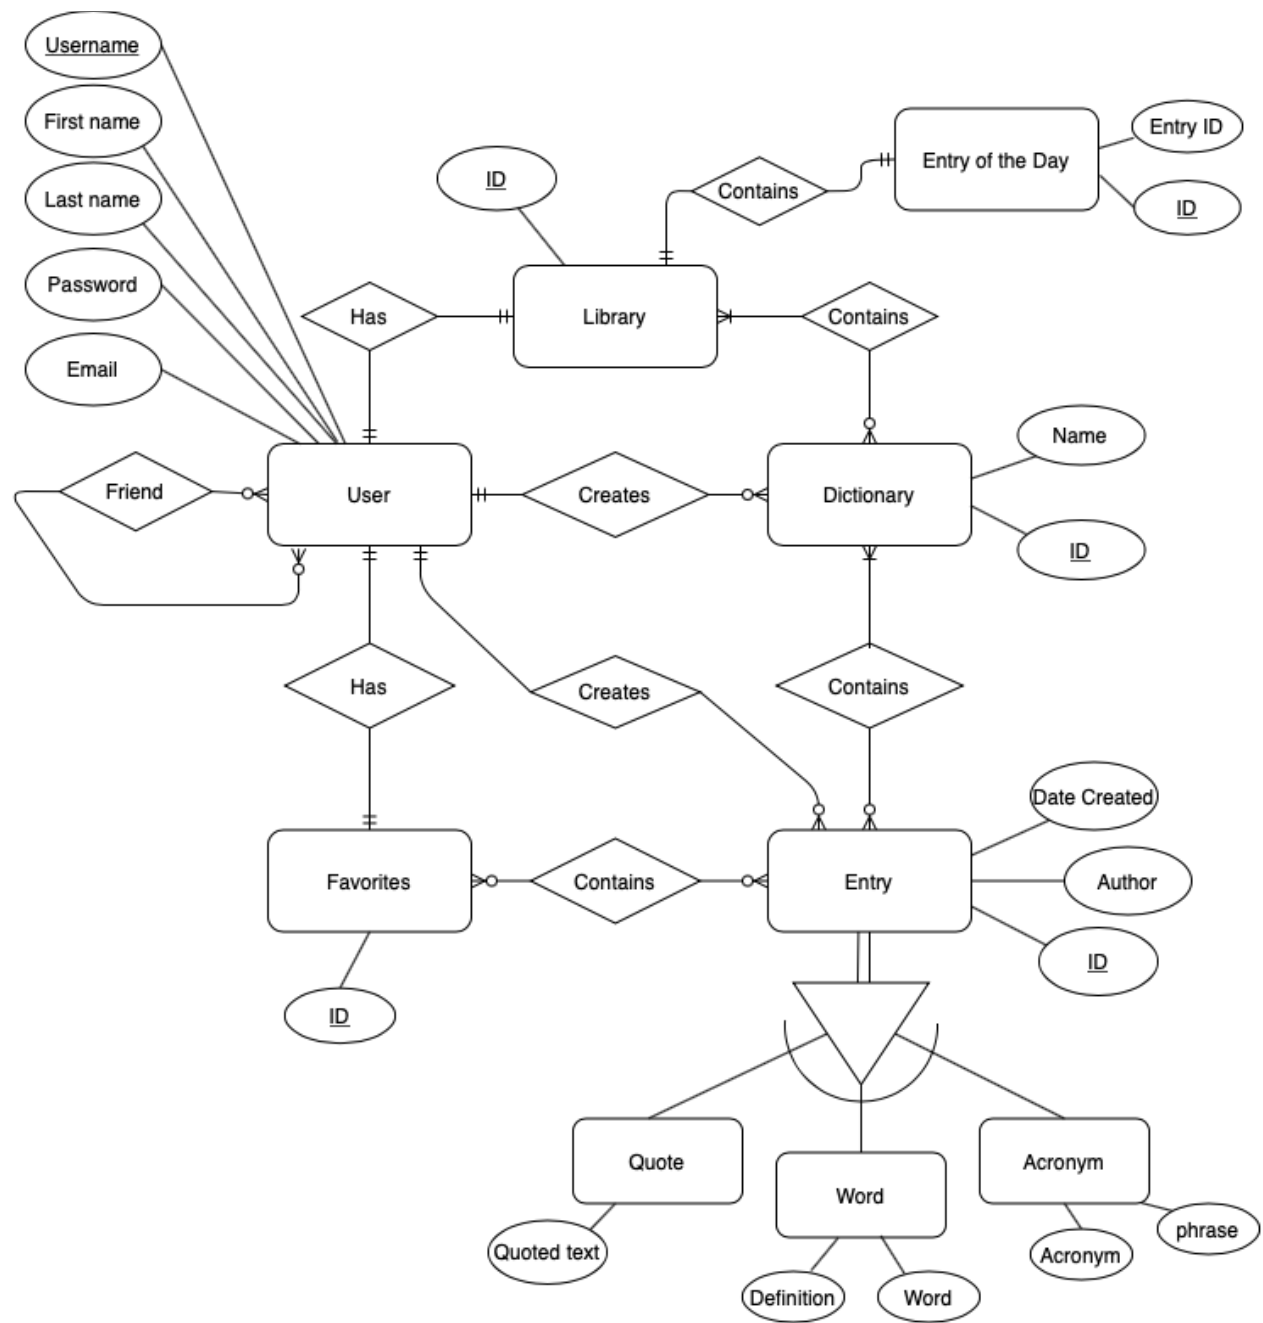 Username
First name
Last name
Password
Email
ID
Contains
Entry of the Day
Entry ID
ID
Has
Library
Contains
Friend
User
Creates
Dictionary
Name
ID
Has
Creates
Contains
Favorites
Contains
Entry
Date Created
Author
ID
ID
Quote
Word
Acronym
Quoted text
Definition
Word
Acronym
phrase